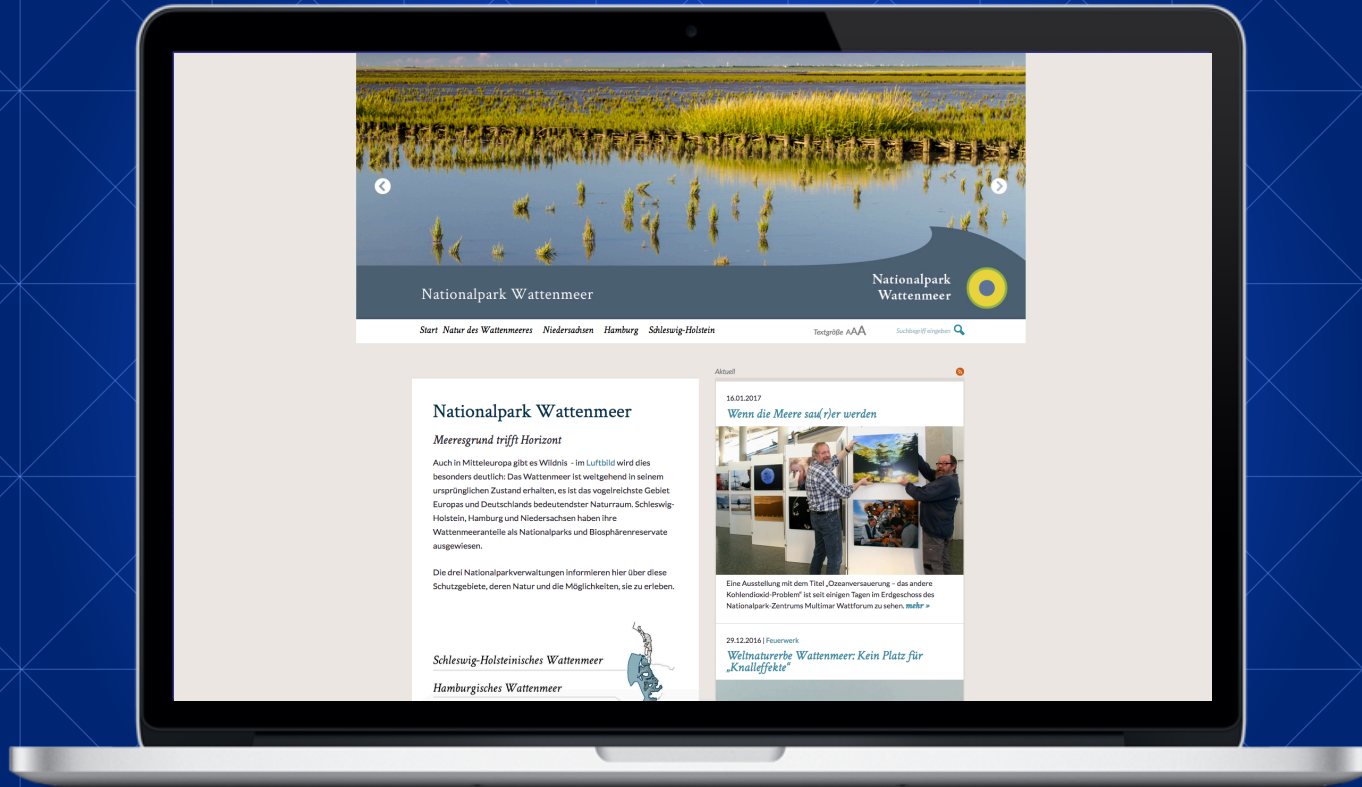 Nationalpark Wattenmeer
Nationalpark
Wattenmeer
Start Natur des Wattenmeeres Niedersachsen Hamburg Schleswig-Holstein
Textgröße AAA
Suchbegriff eingeben
Nationalpark Wattenmeer
Meeresgrund trifft Horizont
Auch in Mitteleuropa gibt es Wildnis - im Luftbild wird dies
besonders deutlich: Das Wattenmeer ist weitgehend in seinem
ursprünglichen Zustand erhalten, es ist das vogelreichste Gebiet
Europas und Deutschlands bedeutendster Naturraum. Schleswig-
Holstein, Hamburg und Niedersachsen haben ihre
Wattenmeeranteile als Nationalparks und Biosphärenreservate
ausgewiesen.
Die drei Nationalparkverwaltungen informieren hier über diese
Schutzgebiete, deren Natur und die Möglichkeiten, sie zu erleben.
Schleswig-Holsteinisches Wattenmeer
Hamburgisches Wattenmeer
Aktuell
16.01.2017
Wenn die Meere sau(r)er werden
Eine Ausstellung mit dem Titel „Ozeanversauerung – das andere
Kohlendioxid-Problem“ ist seit einigen Tagen im Erdgeschoss des
Nationalpark-Zentrums Multimar Wattforum zu sehen. mehr »
29.12.2016 | Feuerwerk
Weltnaturerbe Wattenmeer: Kein Platz für
„Knalleffekte“